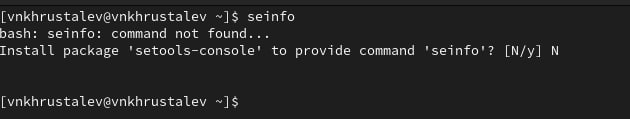 [vnkhrustalev@vnkhrustalev ~]$ seinfo
bash: seinfo: command not found...
Install package 'setools-console' to provide command 'seinfo'? [N/y] N
[vnkhrustalev@vnkhrustalev ~]$